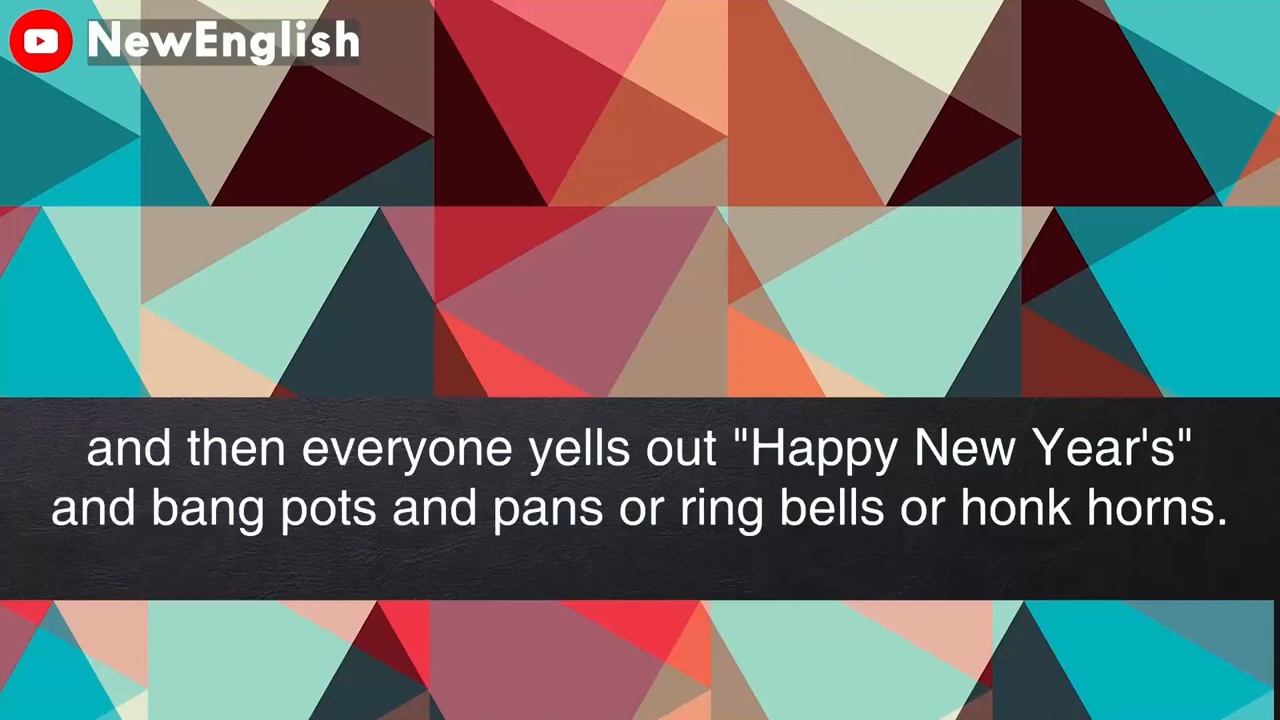 NewEnglish
and then everyone yells out "Happy New Year's"
and bang pots and pans or ring bells or honk horns.